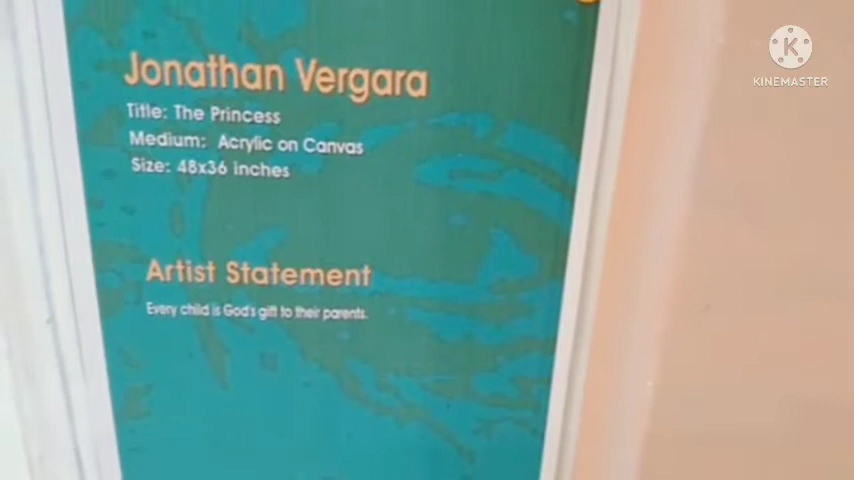 Jonathan Vergara
Title: The Princess
Medium: Acrylic on Canvas
Size: 48x36 inches
Artist Statement
Every child is God's gift to their parents.
K
KINEMASTER